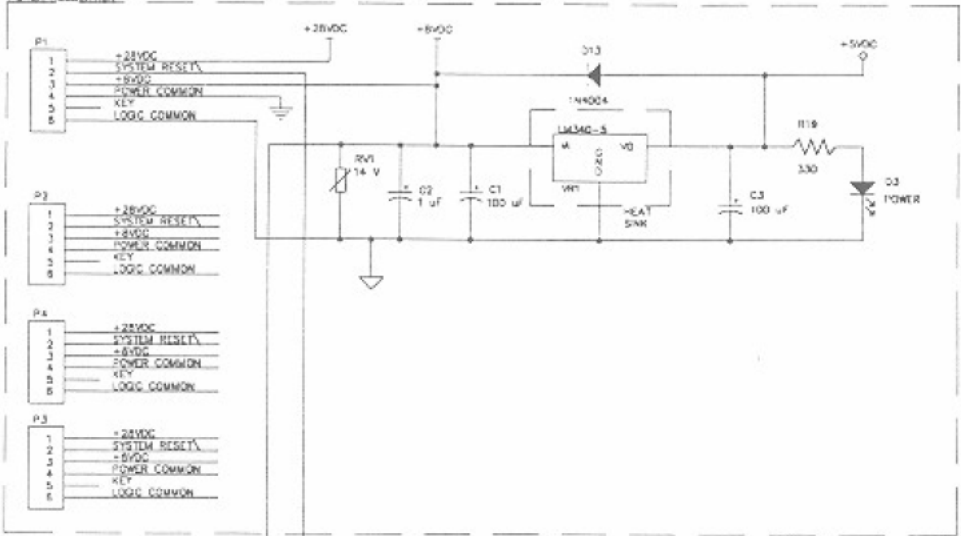 +28VDC
+8VDC
+5VDC
P1
1 +28VDC
2 SYSTEM RESET\
3 +8VDC
4 POWER COMMON
5 KEY
6 LOGIC COMMON
D13
1N4004
LM340-5
VO
GND
VR1
HEAT
SINK
RV1
14 V
C2
1 uF
C1
100 uF
C3
100 uF
R19
330
D3
POWER
P2
1 +28VDC
2 SYSTEM RESET\
3 +8VDC
4 POWER COMMON
5 KEY
6 LOGIC COMMON
P4
1 +28VDC
2 SYSTEM RESET\
3 +8VDC
4 POWER COMMON
5 KEY
6 LOGIC COMMON
P3
1 +28VDC
2 SYSTEM RESET\
3 +8VDC
4 POWER COMMON
5 KEY
6 LOGIC COMMON